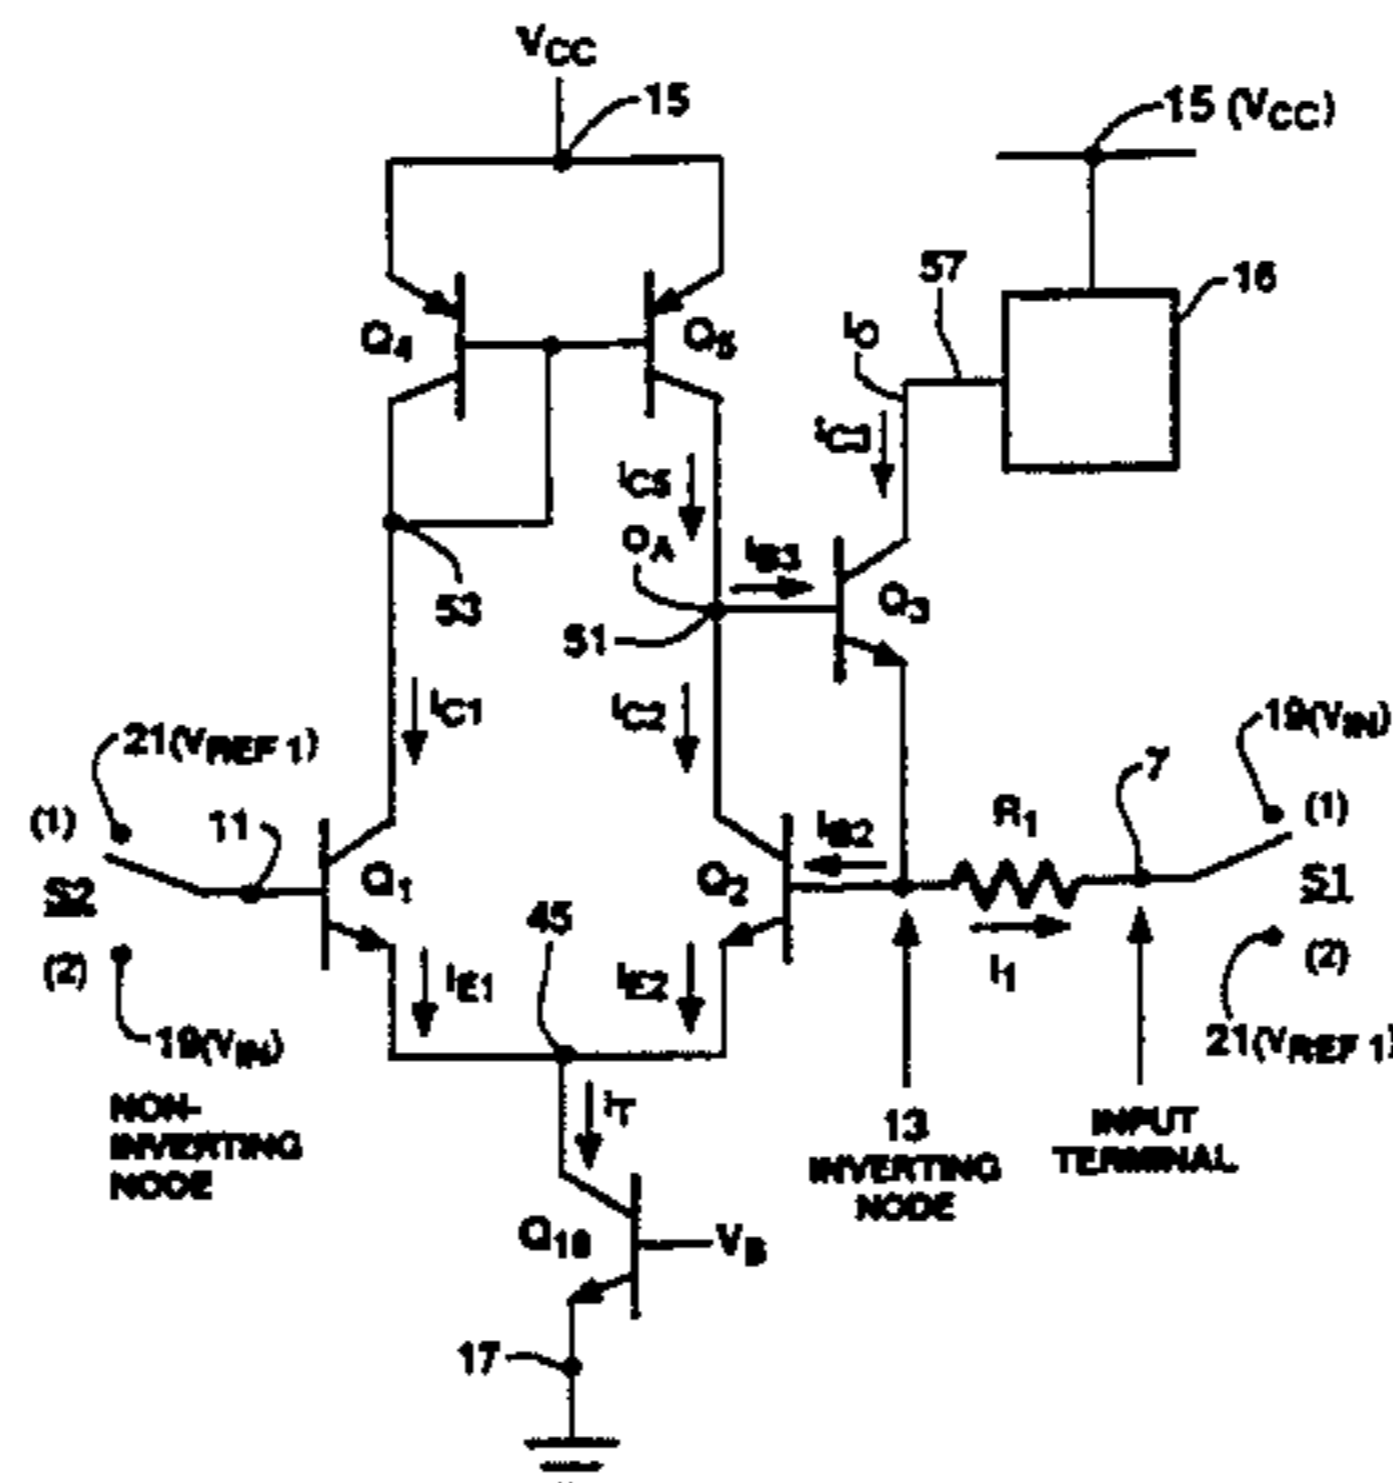 VCC
15
15 (VCC)
57
16
Q4
Q5
IO
IC3
IC5
OA
IB3
Q3
53
51
IC1
IC2
21(VREF 1)
19(VIN)
7
(1)
11
R1
(1)
S2
Q1
Q2
IB2
S1
45
(2)
IE1
IE2
I1
(2)
19(VIN)
21(VREF 1)
NON-
INVERTING
NODE
IT
13
INVERTING
NODE
INPUT
TERMINAL
Q18
VB
17